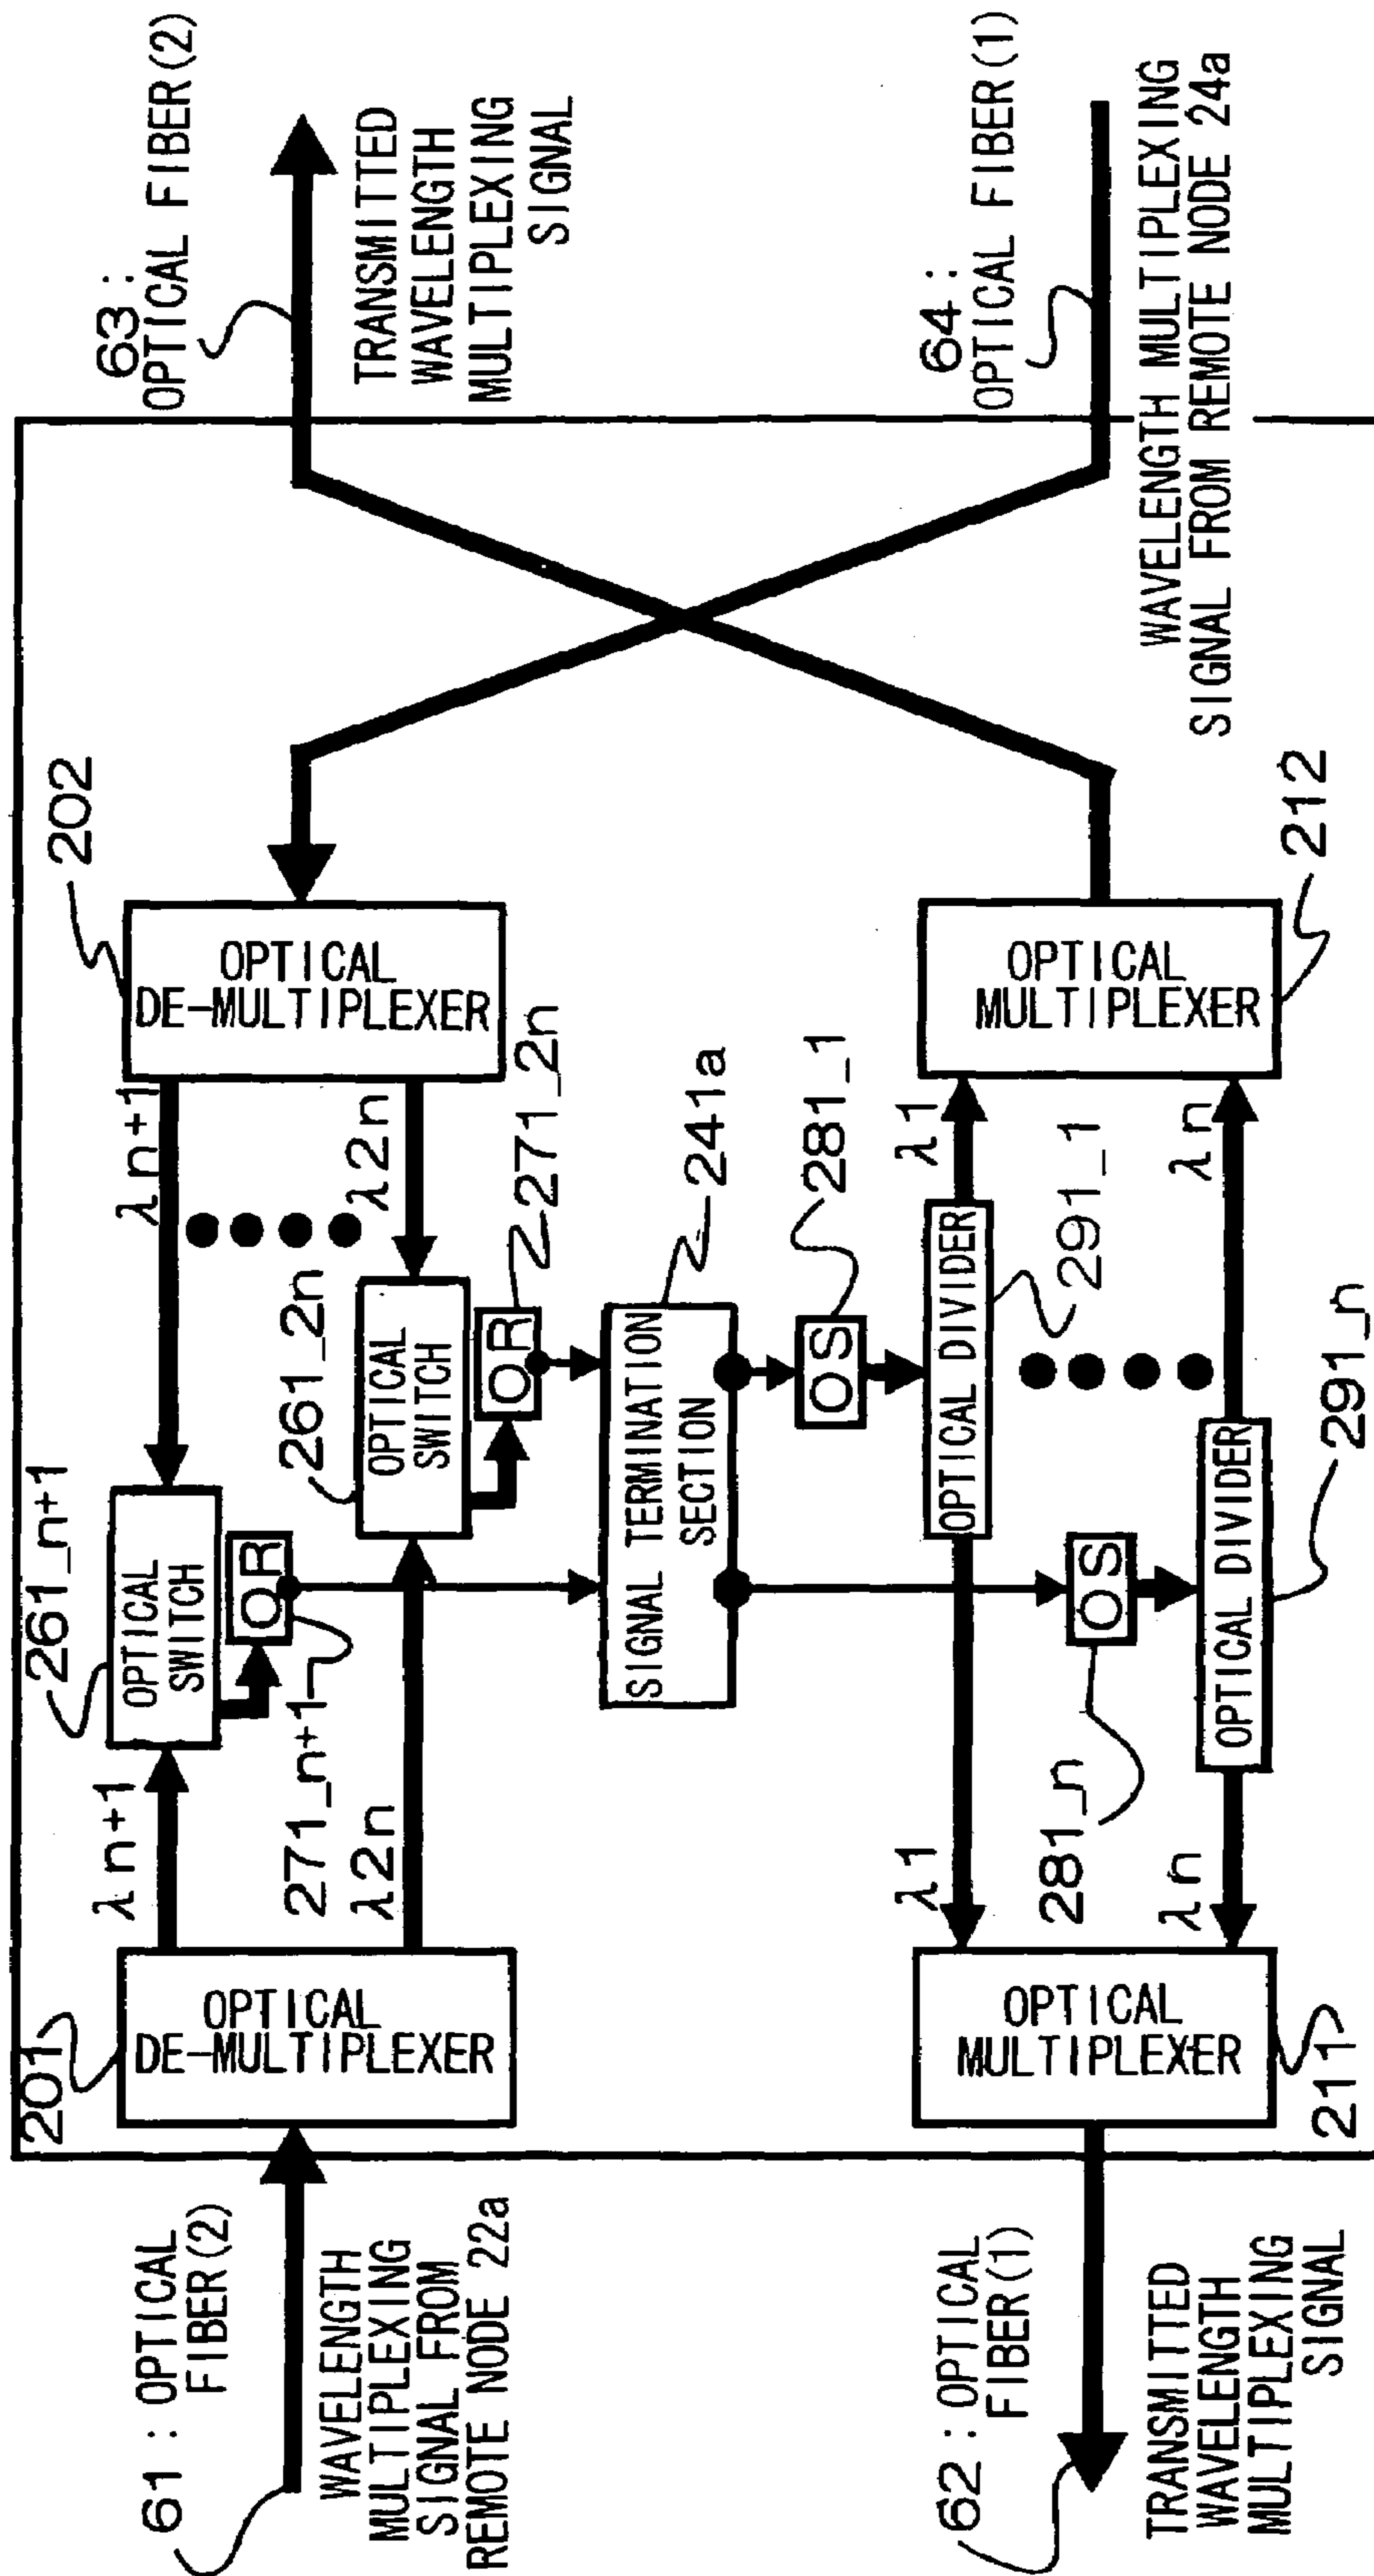 61 : OPTICAL
FIBER(2)
WAVELENGTH
MULTIPLEXING
SIGNAL FROM
REMOTE NODE 22a
62 : OPTICAL
FIBER(1)
TRANSMITTED
WAVELENGTH
MULTIPLEXING
SIGNAL
201
OPTICAL
DE-MULTIPLEXER
OPTICAL
MULTIPLEXER
211
λn+1
λ2n
λ1
λn
261_n+1
OPTICAL
SWITCH
OR
271_n+1
261_2n
OPTICAL
SWITCH
OR
271_2n
SIGNAL TERMINATION
SECTION
241a
OS
281_1
OS
281_n
OPTICAL DIVIDER
291_1
OPTICAL DIVIDER
291_n
λn+1
λ2n
λ1
λn
202
OPTICAL
DE-MULTIPLEXER
OPTICAL
MULTIPLEXER
212
63 :
OPTICAL FIBER(2)
TRANSMITTED
WAVELENGTH
MULTIPLEXING
SIGNAL
64 :
OPTICAL FIBER(1)
WAVELENGTH MULTIPLEXING
SIGNAL FROM REMOTE NODE 24a